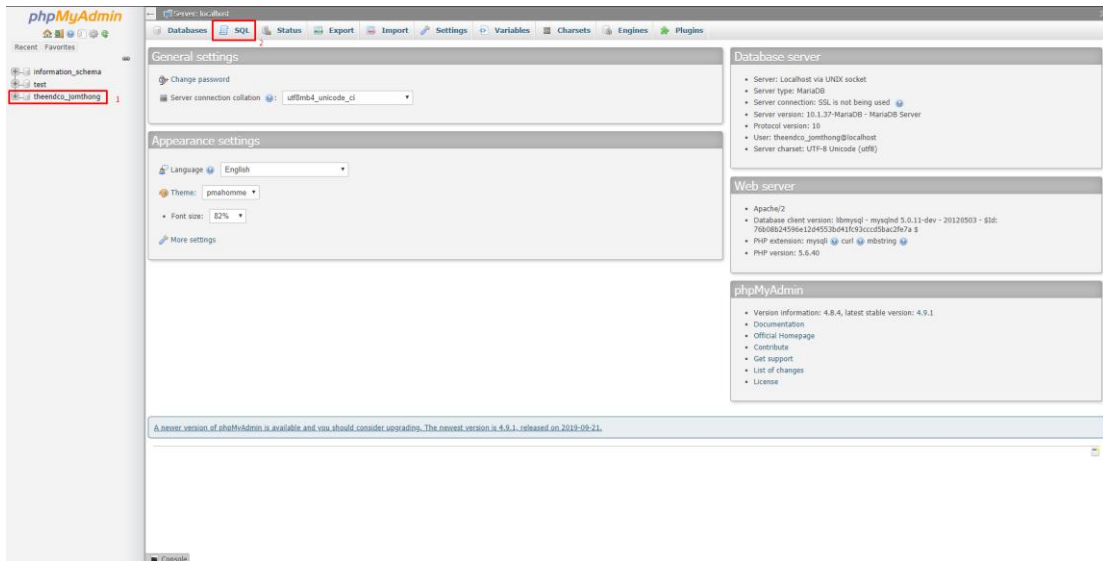 phpMyAdmin
Recent Favorites
information_schema
test
theendco_jomthong 1
Server: localhost
Databases SQL Status Export Import Settings Variables Charsets Engines Plugins
2
General settings
Change password
Server connection collation : utf8mb4_unicode_ci
Appearance settings
Language English
Theme: pmahomme
• Font size: 82%
More settings
Database server
• Server: Localhost via UNIX socket
• Server type: MariaDB
• Server connection: SSL is not being used
• Server version: 10.1.37-MariaDB - MariaDB Server
• Protocol version: 10
• User: theendco_jomthong@localhost
• Server charset: UTF-8 Unicode (utf8)
Web server
• Apache/2
• Database client version: libmysql - mysqlnd 5.0.11-dev - 20120503 - $Id:
76b08b24596e12d4553bd41fc93cccd5bac2fe7a $
• PHP extension: mysqli curl mbstring
• PHP version: 5.6.40
phpMyAdmin
• Version information: 4.8.4, latest stable version: 4.9.1
• Documentation
• Official Homepage
• Contribute
• Get support
• List of changes
• License
A newer version of phpMyAdmin is available and you should consider upgrading. The newest version is 4.9.1, released on 2019-09-21.
Console